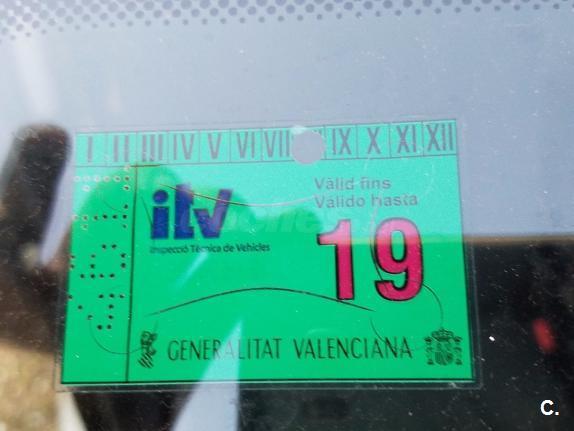 I II III IV V VI VII IX X XI XII
Vàlid fins
Válido hasta
itv
19
Inspecció Tècnica de Vehicles
GENERALITAT VALENCIANA
C.